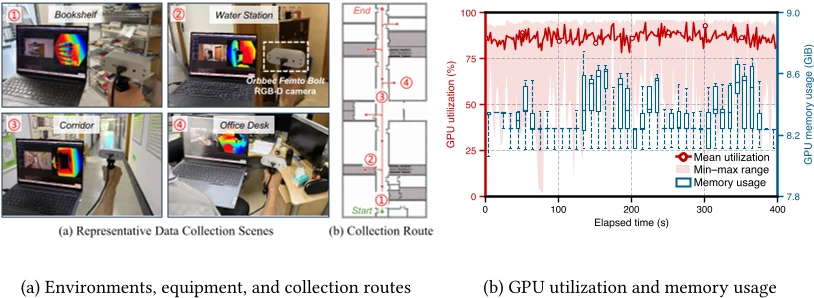 ① Bookshelf
② Water Station
Orbbec Femto Bolt
RGB-D camera
③ Corridor
④ Office Desk
(a) Representative Data Collection Scenes
End
④
③
②
①
Start
(b) Collection Route
GPU utilization (%)
100
75
50
25
0
9.0
8.6
8.2
7.8
GPU memory usage (GiB)
Mean utilization
Min–max range
Memory usage
0 100 200 300 400
Elapsed time (s)
(a) Environments, equipment, and collection routes
(b) GPU utilization and memory usage